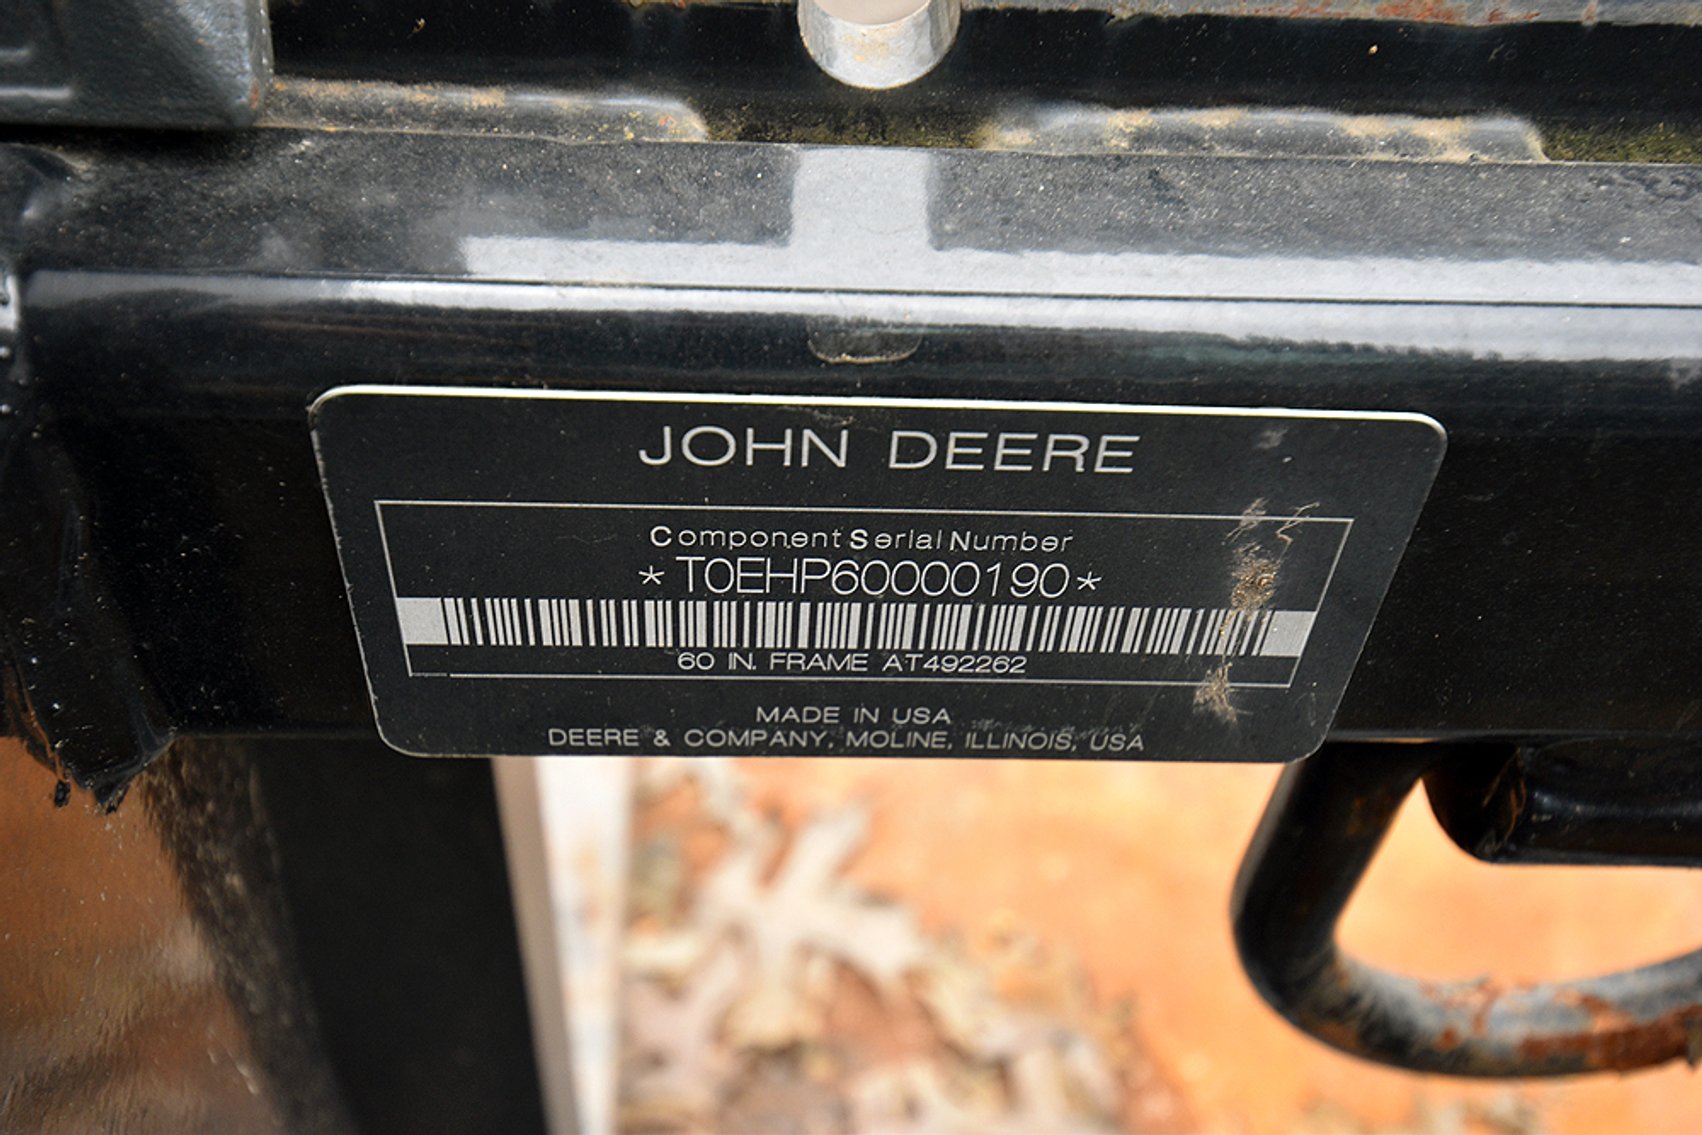 JOHN DEERE
Component Serial Number
*T0EHP60000190*
60 IN. FRAME AT492262
MADE IN USA
DEERE & COMPANY, MOLINE, ILLINOIS, USA